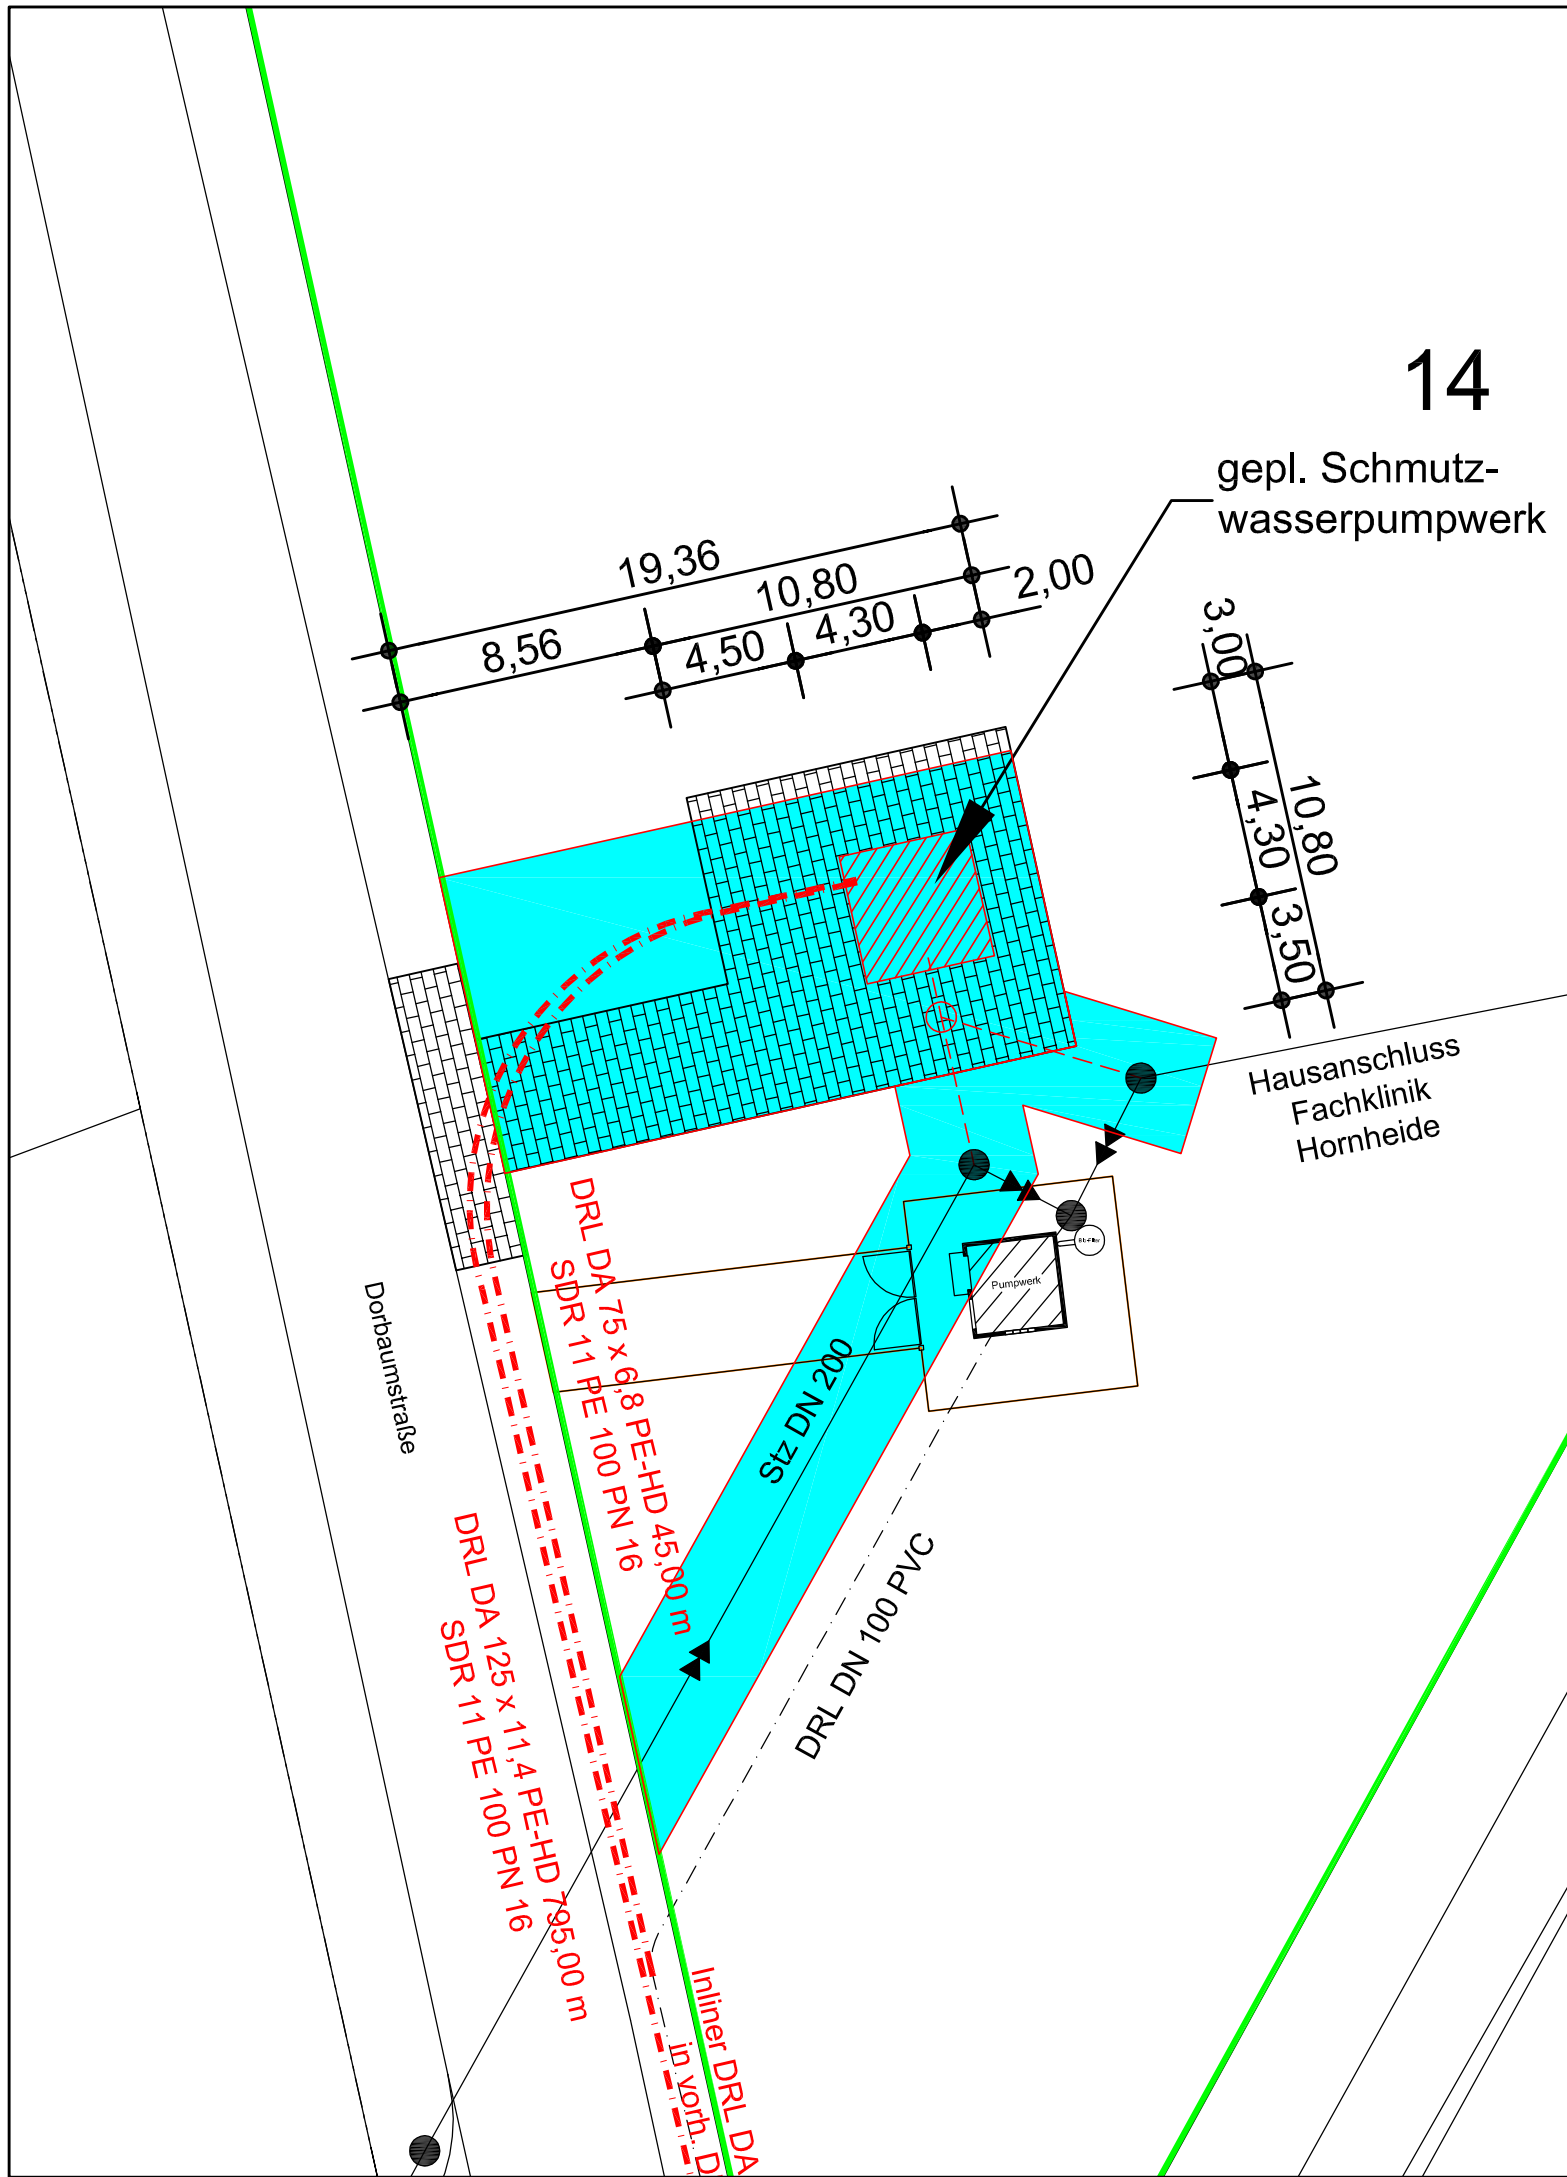 14
gepl. Schmutz-
wasserpumpwerk
19,36
10,80
2,00
8,56
4,50
4,30
3,00
10,80
4,30
3,50
Hausanschluss
Fachklinik
Hornheide
Pumpwerk
Dorbaumstraße
DRL DA 75 x 6,8 PE-HD 45,00 m
SDR 11 PE 100 PN 16
Stz DN 200
DRL DN 100 PVC
DRL DA 125 x 11,4 PE-HD 795,00 m
SDR 11 PE 100 PN 16
Inliner DRL DA
in vorh. D